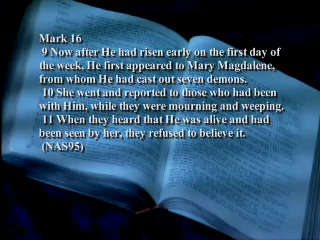 Mark 16
9 Now after He had risen early on the first day of
the week, He first appeared to Mary Magdalene,
from whom He had cast out seven demons.
10 She went and reported to those who had been
with Him, while they were mourning and weeping.
11 When they heard that He was alive and had
been seen by her, they refused to believe it.
(NAS95)